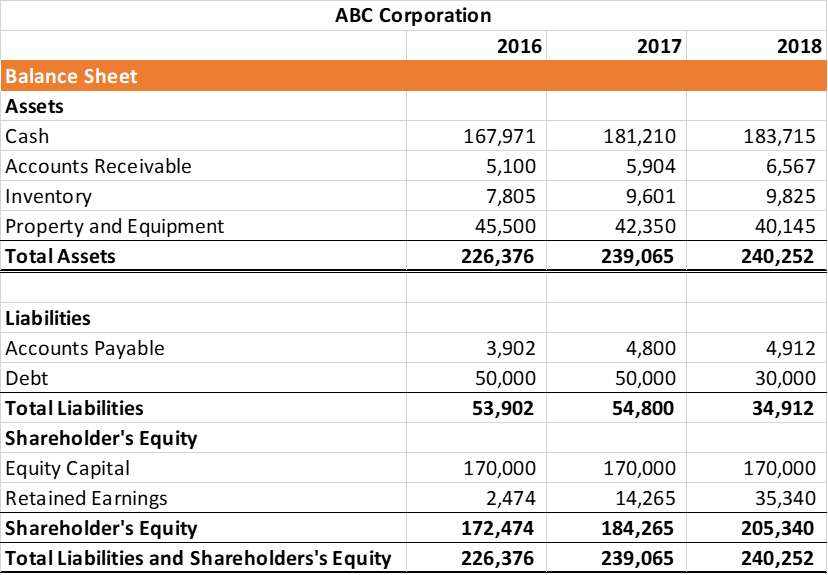 ABC Corporation
2016 2017 2018
Balance Sheet
Assets
Cash 167,971 181,210 183,715
Accounts Receivable 5,100 5,904 6,567
Inventory 7,805 9,601 9,825
Property and Equipment 45,500 42,350 40,145
Total Assets 226,376 239,065 240,252
Liabilities
Accounts Payable 3,902 4,800 4,912
Debt 50,000 50,000 30,000
Total Liabilities 53,902 54,800 34,912
Shareholder's Equity
Equity Capital 170,000 170,000 170,000
Retained Earnings 2,474 14,265 35,340
Shareholder's Equity 172,474 184,265 205,340
Total Liabilities and Shareholders's Equity 226,376 239,065 240,252